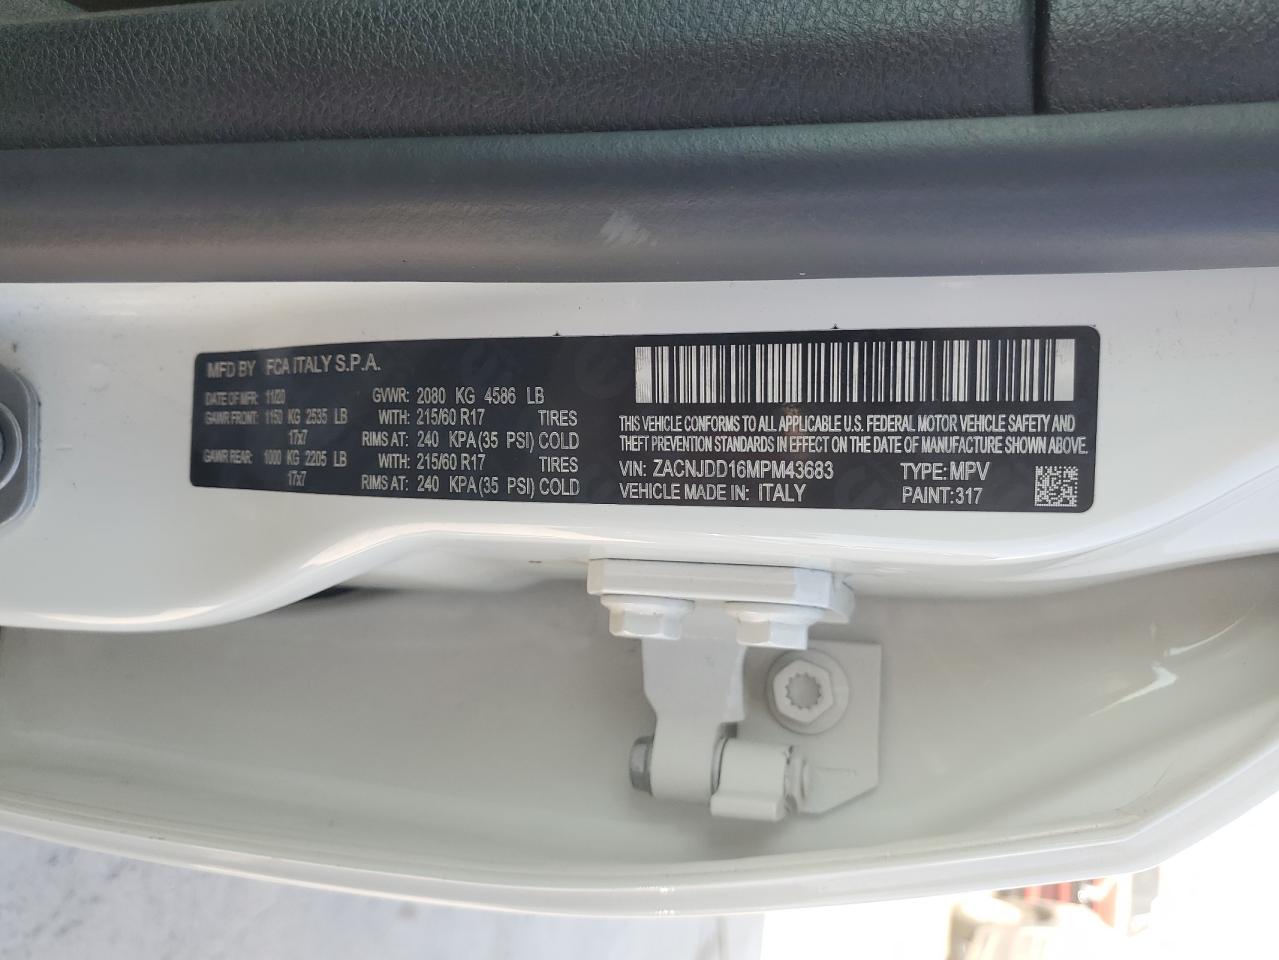 MFD BY FCA ITALY S.P.A.
DATE OF MFR: 11/20 GVWR: 2080 KG 4586 LB
GAWR FRONT: 1150 KG 2535 LB WITH: 215/60 R17 TIRES
17x7 RIMS AT: 240 KPA (35 PSI) COLD
GAWR REAR: 1000 KG 2205 LB WITH: 215/60 R17 TIRES
17x7 RIMS AT: 240 KPA (35 PSI) COLD
THIS VEHICLE CONFORMS TO ALL APPLICABLE U.S. FEDERAL MOTOR VEHICLE SAFETY AND
THEFT PREVENTION STANDARDS IN EFFECT ON THE DATE OF MANUFACTURE SHOWN ABOVE.
VIN: ZACNJDD16MPM43683 TYPE: MPV
VEHICLE MADE IN: ITALY PAINT: 317